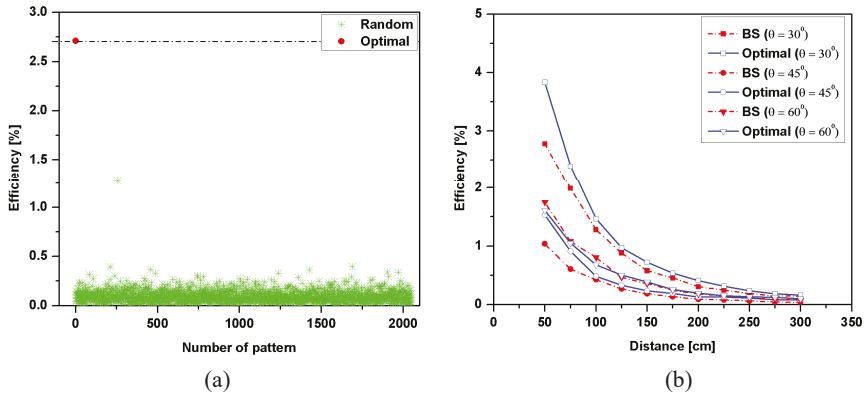 3.0
2.5
2.0
1.5
1.0
0.5
0.0
Efficiency [%]
Random
Optimal
0
500
1000
1500
2000
Number of pattern
(a)
5
4
3
2
1
0
Efficiency [%]
BS (θ = 30⁰)
Optimal (θ = 30⁰)
BS (θ = 45⁰)
Optimal (θ = 45⁰)
BS (θ = 60⁰)
Optimal (θ = 60⁰)
0
50
100
150
200
250
300
350
Distance [cm]
(b)